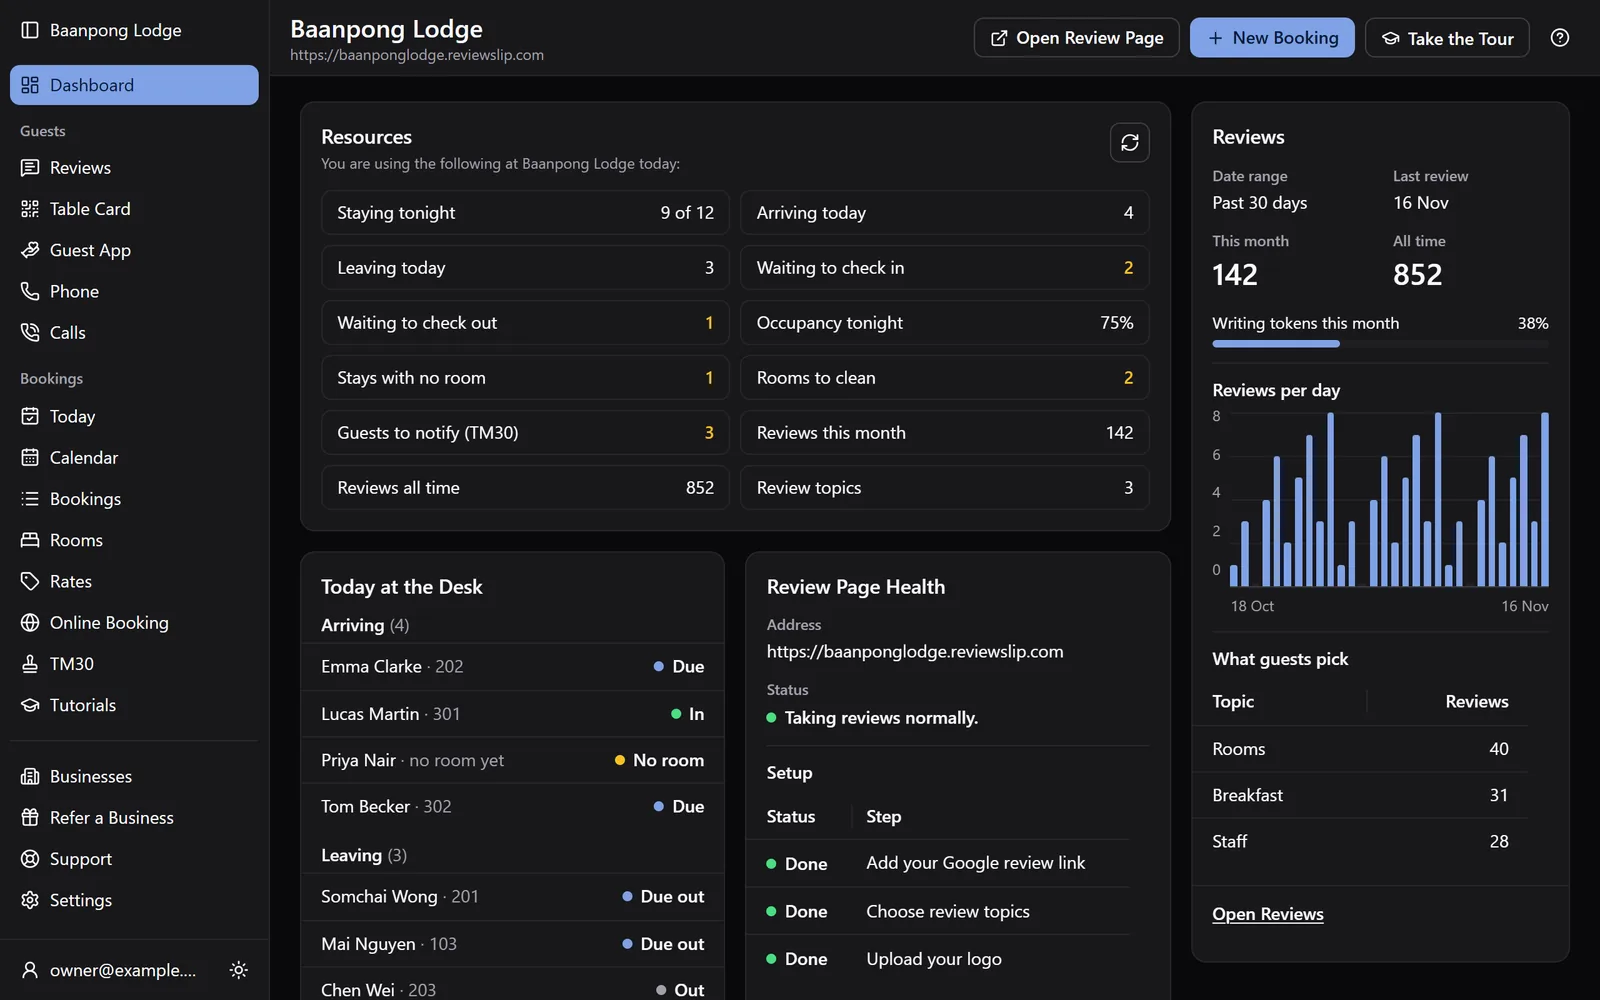 Baanpong Lodge
Dashboard
Guests
Reviews
Table Card
Guest App
Phone
Calls
Bookings
Today
Calendar
Bookings
Rooms
Rates
Online Booking
TM30
Tutorials
Businesses
Refer a Business
Support
Settings
owner@example....
Baanpong Lodge
https://baanponglodge.reviewslip.com
Open Review Page
New Booking
Take the Tour
Resources
You are using the following at Baanpong Lodge today:
Staying tonight 9 of 12
Arriving today 4
Leaving today 3
Waiting to check in 2
Waiting to check out 1
Occupancy tonight 75%
Stays with no room 1
Rooms to clean 2
Guests to notify (TM30) 3
Reviews this month 142
Reviews all time 852
Review topics 3
Today at the Desk
Arriving (4)
Emma Clarke · 202 Due
Lucas Martin · 301 In
Priya Nair · no room yet No room
Tom Becker · 302 Due
Leaving (3)
Somchai Wong · 201 Due out
Mai Nguyen · 103 Due out
Chen Wei · 203 Out
Review Page Health
Address
https://baanponglodge.reviewslip.com
Status
Taking reviews normally.
Setup
Status Step
Done Add your Google review link
Done Choose review topics
Done Upload your logo
Reviews
Date range Last review
Past 30 days 16 Nov
This month All time
142 852
Writing tokens this month 38%
Reviews per day
8
6
4
2
0
18 Oct 16 Nov
What guests pick
Topic Reviews
Rooms 40
Breakfast 31
Staff 28
Open Reviews